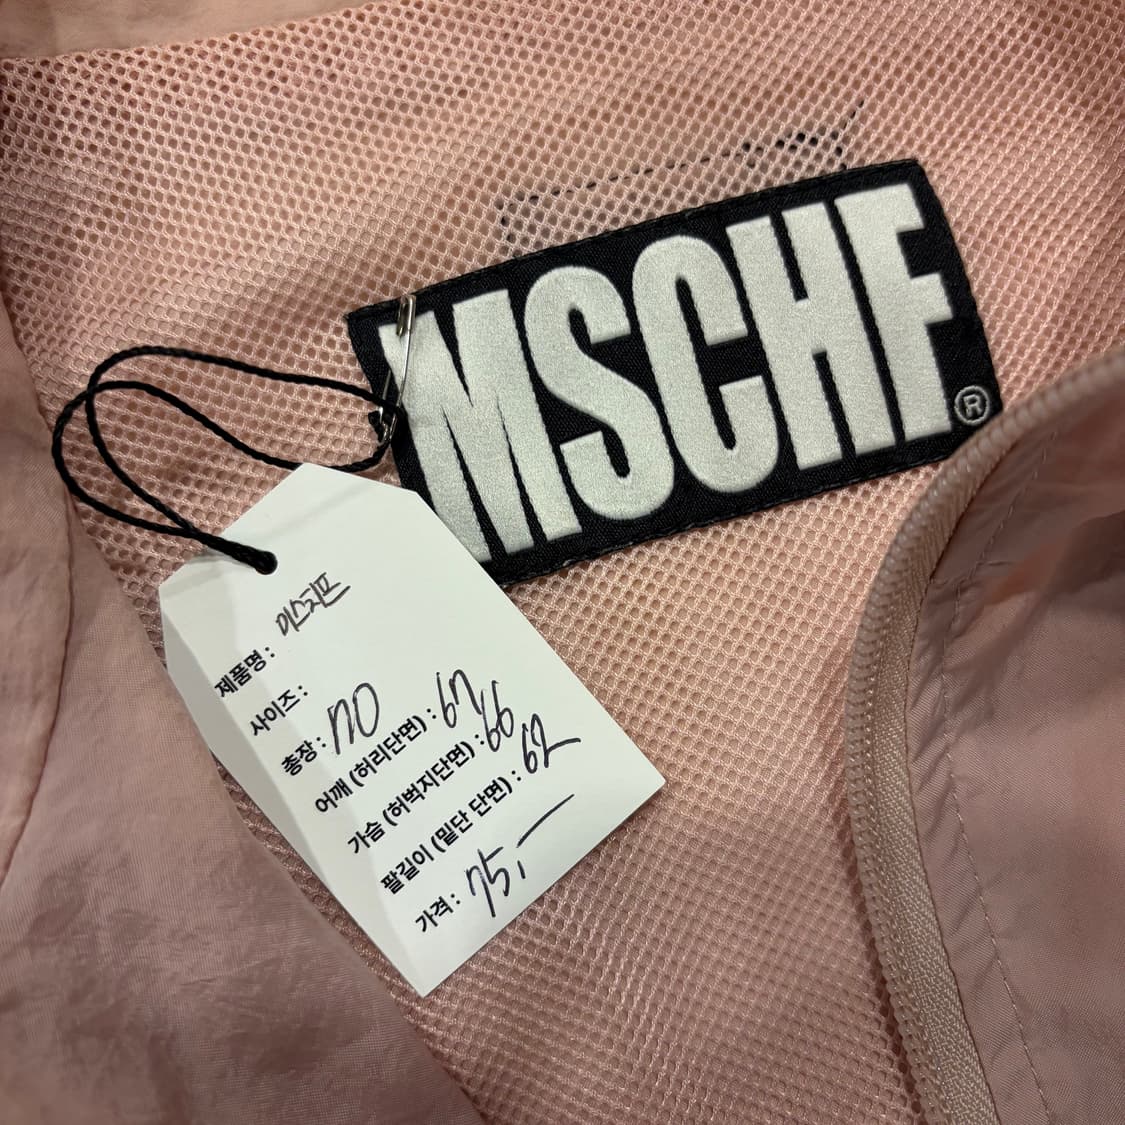 MSCHF®
제품명 : 미스치프
사이즈 :
총장 : 70
어깨 (허리단면) : 67
가슴 (허벅지단면) : 66
팔길이 (밑단 단면) : 62
가격 : 75,—